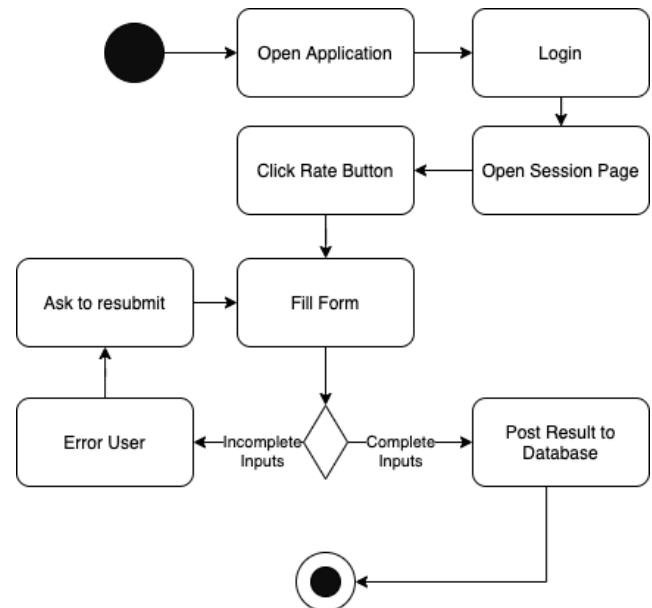 Open Application
Login
Click Rate Button
Open Session Page
Ask to resubmit
Fill Form
Error User
Incomplete
Inputs
Complete
Inputs
Post Result to
Database